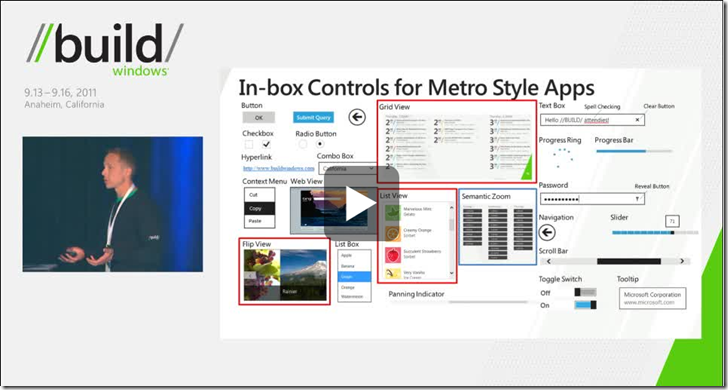 //build/
windows
9.13 – 9.16, 2011
Anaheim, California
In-box Controls for Metro Style Apps
Button
OK
Submit Query
Checkbox
Radio Button
Hyperlink
http://www.buildwindows.com
Combo Box
California
Context Menu
Cut
Copy
Paste
Web View
Flip View
Rainier
List Box
Apple
Banana
Grape
Orange
Watermelon
Grid View
List View
Marvelous Mint
Gelato
Creamy Orange
Sorbet
Succulent Strawberry
Sorbet
Very Vanilla
Ice Cream
Semantic Zoom
Panning Indicator
Text Box
Spell Checking
Clear Button
Hello //BUILD/ attendies!
Progress Ring
Progress Bar
Password
Reveal Button
Navigation
Slider
Scroll Bar
Toggle Switch
Off
On
Tooltip
Microsoft Corporation
www.microsoft.com